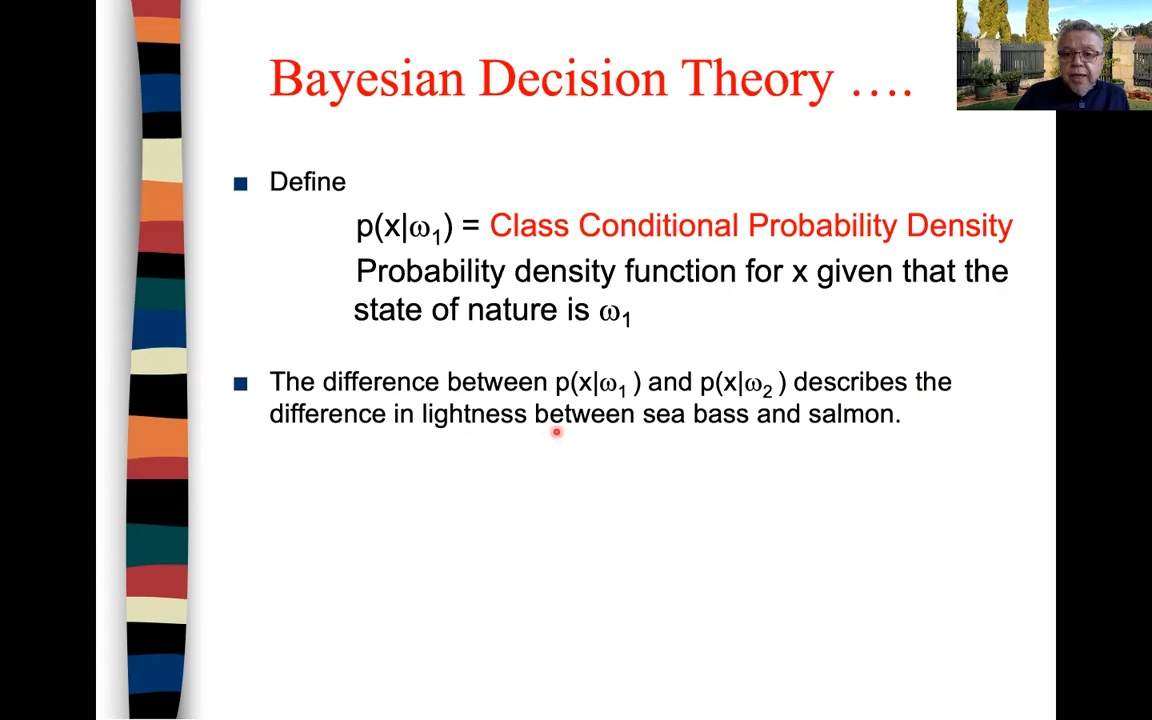 Bayesian Decision Theory ....
Define
p(x|ω₁) = Class Conditional Probability Density
Probability density function for x given that the
state of nature is ω₁
The difference between p(x|ω₁ ) and p(x|ω₂ ) describes the
difference in lightness between sea bass and salmon.